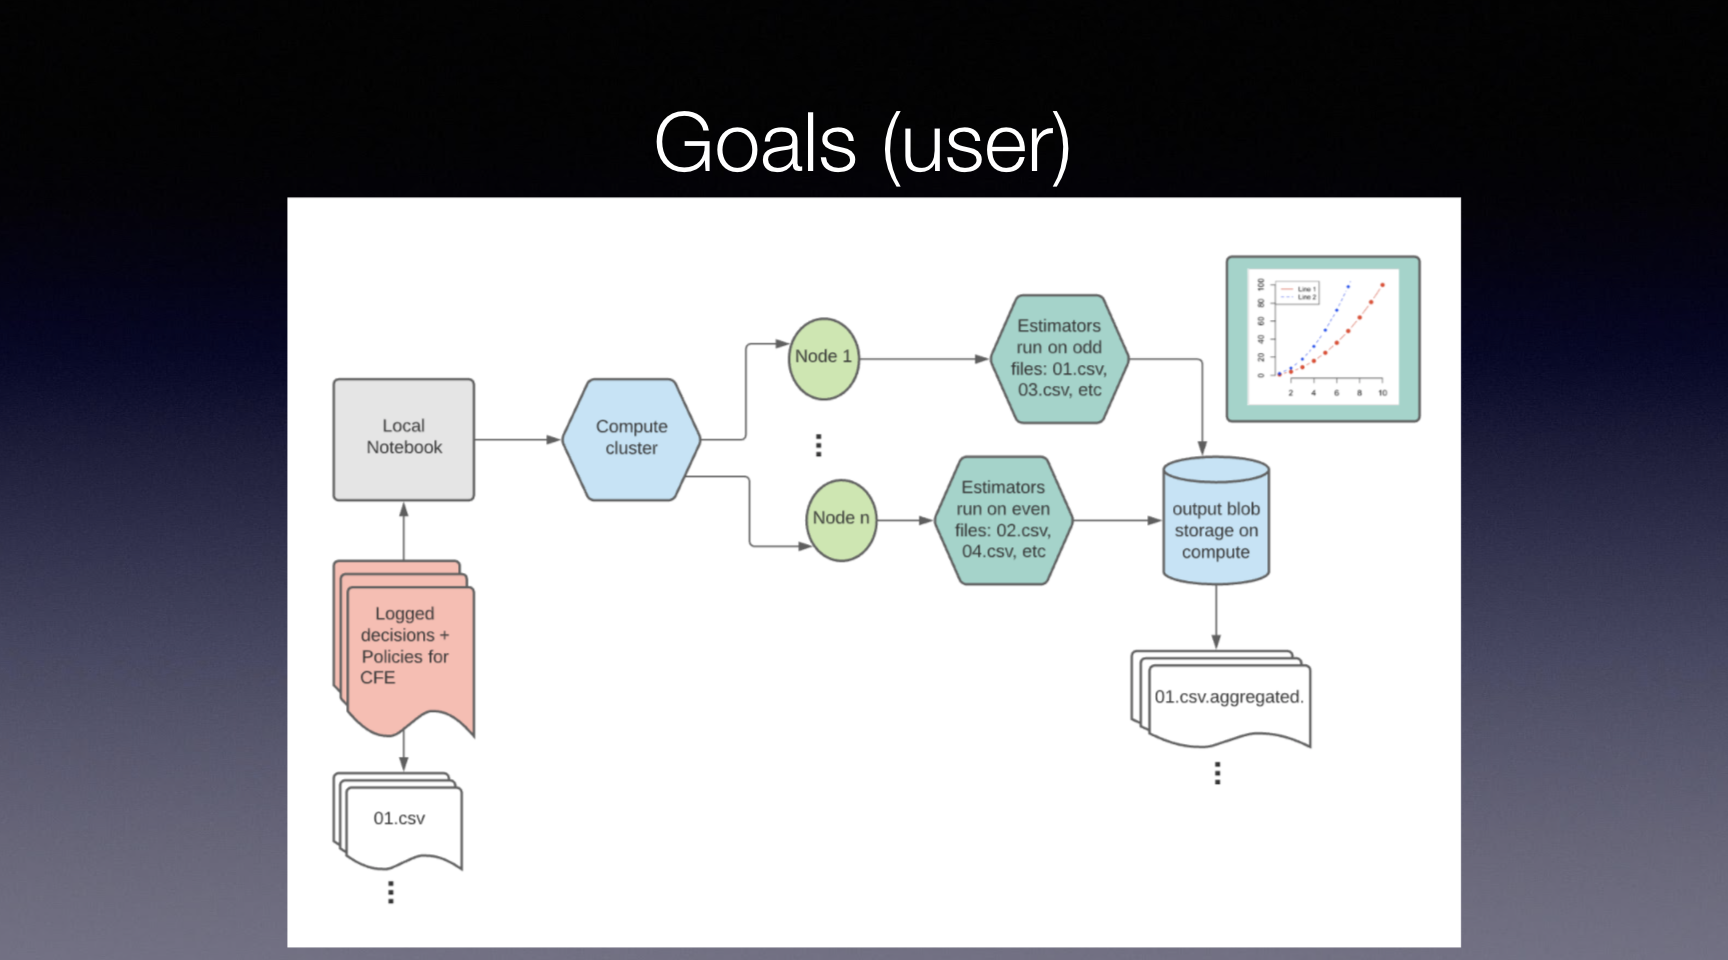 Goals (user)
Local
Notebook
Compute
cluster
Node 1
Node n
Estimators
run on odd
files: 01.csv,
03.csv, etc
Estimators
run on even
files: 02.csv,
04.csv, etc
Line 1
Line 2
100
80
60
40
20
0
2 4 6 8 10
output blob
storage on
compute
Logged
decisions +
Policies for
CFE
01.csv.aggregated.
01.csv